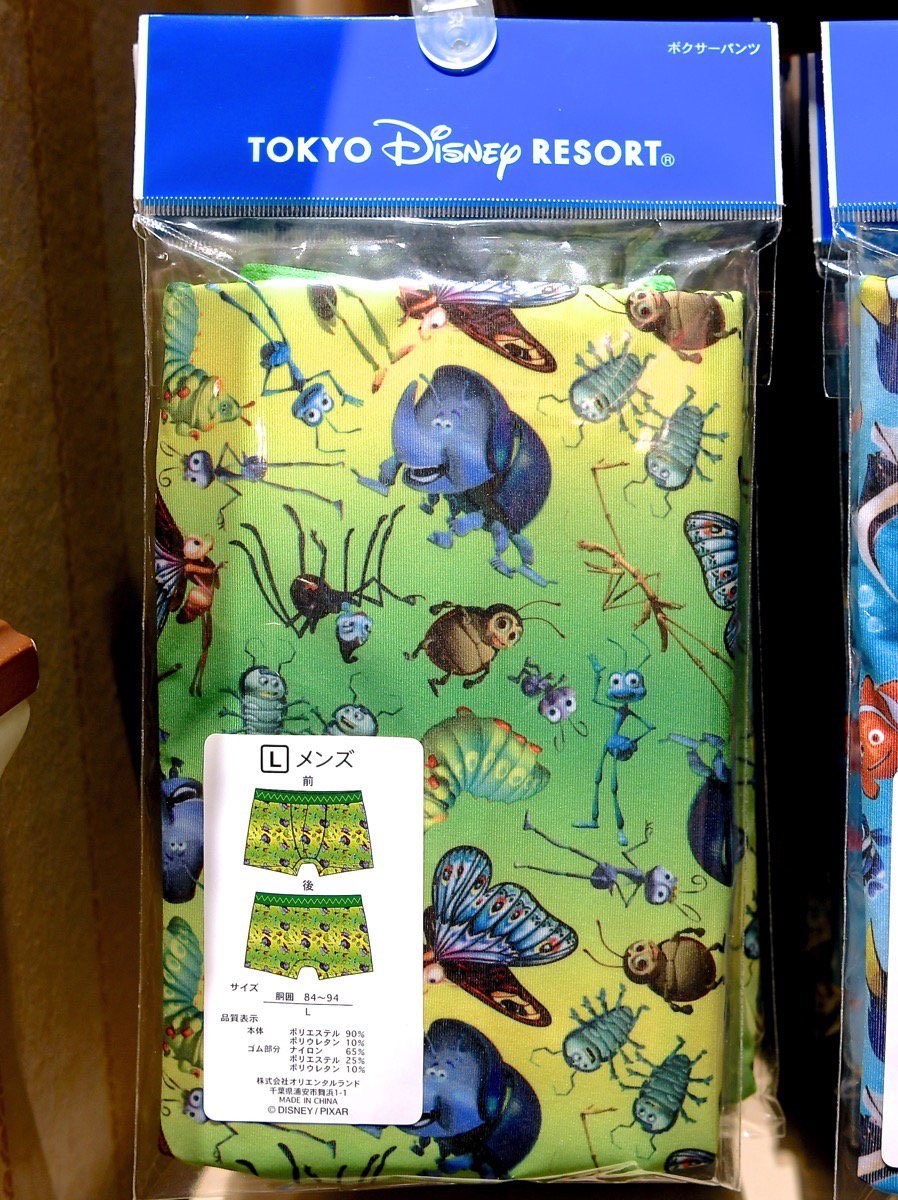 ボクサーパンツ
TOKYO Disney RESORT®
L メンズ
前
後
サイズ
胴囲 84〜94
L
品質表示
本体 ポリエステル 90%
ポリウレタン 10%
ゴム部分 ナイロン 65%
ポリエステル 25%
ポリウレタン 10%
株式会社オリエンタルランド
千葉県浦安市舞浜1-1
MADE IN CHINA
© DISNEY / PIXAR